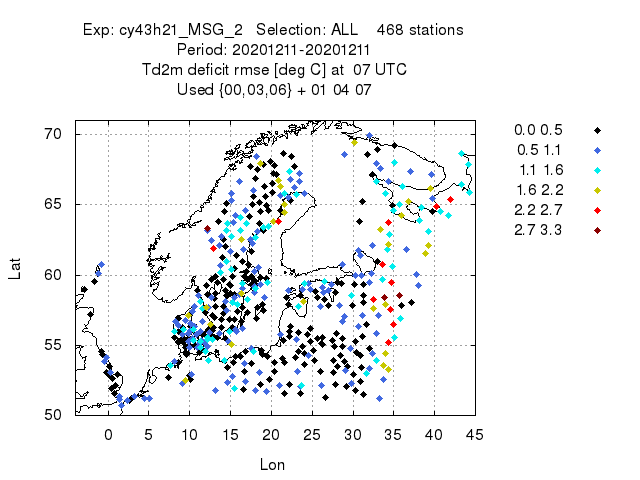 Exp: cy43h21_MSG_2 Selection: ALL 468 stations
Period: 20201211-20201211
Td2m deficit rmse [deg C] at 07 UTC
Used {00,03,06} + 01 04 07
0.0 0.5
0.5 1.1
1.1 1.6
1.6 2.2
2.2 2.7
2.7 3.3
70
65
60
55
50
Lat
0 5 10 15 20 25 30 35 40 45
Lon